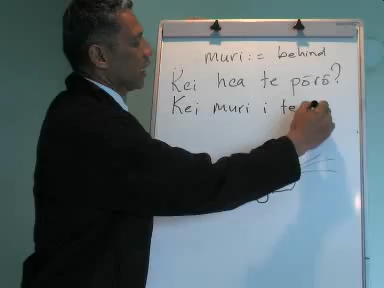 muri := behind
Kei hea te pōrō?
Kei muri i te